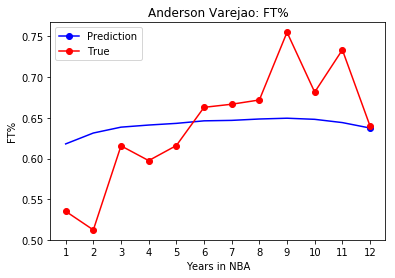 Anderson Varejao: FT%
Prediction
True
FT%
0.75
0.70
0.65
0.60
0.55
0.50
1 2 3 4 5 6 7 8 9 10 11 12
Years in NBA